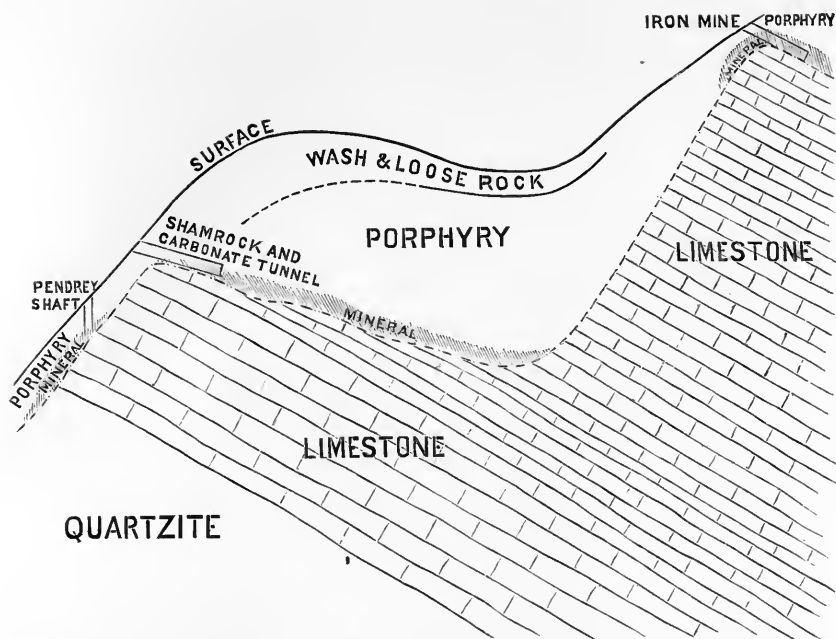 IRON MINE
PORPHYRY
SURFACE
WASH & LOOSE ROCK
MINERAL
SHAMROCK AND
CARBONATE TUNNEL
PORPHYRY
LIMESTONE
PENDREY
SHAFT
MINERAL
PORPHYRY
MINERAL
LIMESTONE
QUARTZITE